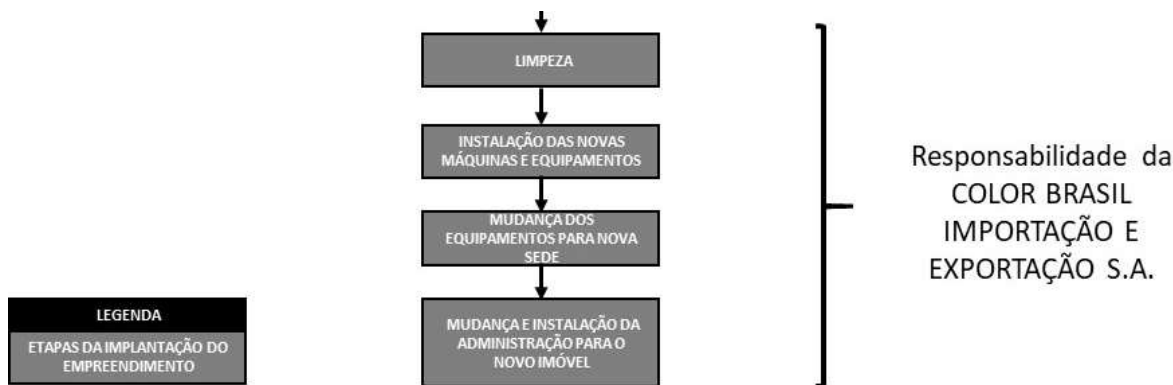 LIMPEZA
INSTALAÇÃO DAS NOVAS
MÁQUINAS E EQUIPAMENTOS
MUDANÇA DOS
EQUIPAMENTOS PARA NOVA
SEDE
MUDANÇA E INSTALAÇÃO DA
ADMINISTRAÇÃO PARA O
NOVO IMÓVEL
Responsabilidade da
COLOR BRASIL
IMPORTAÇÃO E
EXPORTAÇÃO S.A.
LEGENDA
ETAPAS DA IMPLANTAÇÃO DO
EMPREENDIMENTO